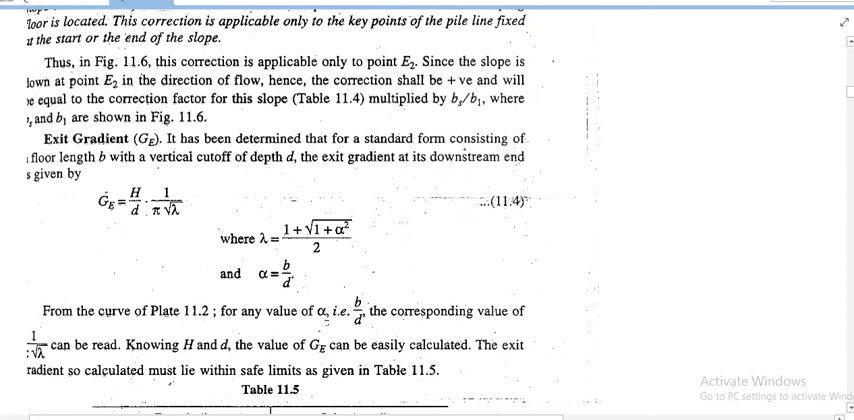 loor is located. This correction is applicable only to the key points of the pile line fixed
t the start or the end of the slope.
Thus, in Fig. 11.6, this correction is applicable only to point E₂. Since the slope is
lown at point E₂ in the direction of flow, hence, the correction shall be + ve and will
e equal to the correction factor for this slope (Table 11.4) multiplied by bₛ/b₁, where
and b₁ are shown in Fig. 11.6.
Exit Gradient (G_E). It has been determined that for a standard form consisting of
floor length b with a vertical cutoff of depth d, the exit gradient at its downstream end
s given by
G_E = H/d · 1/(π√λ) ...(11.4)
where λ = (1 + √(1 + α²))/2
and α = b/d.
From the curve of Plate 11.2 ; for any value of α, i.e. b/d, the corresponding value of
1/√λ can be read. Knowing H and d, the value of G_E can be easily calculated. The exit
radient so calculated must lie within safe limits as given in Table 11.5.
Table 11.5
Activate Windows
Go to PC settings to activate Wind